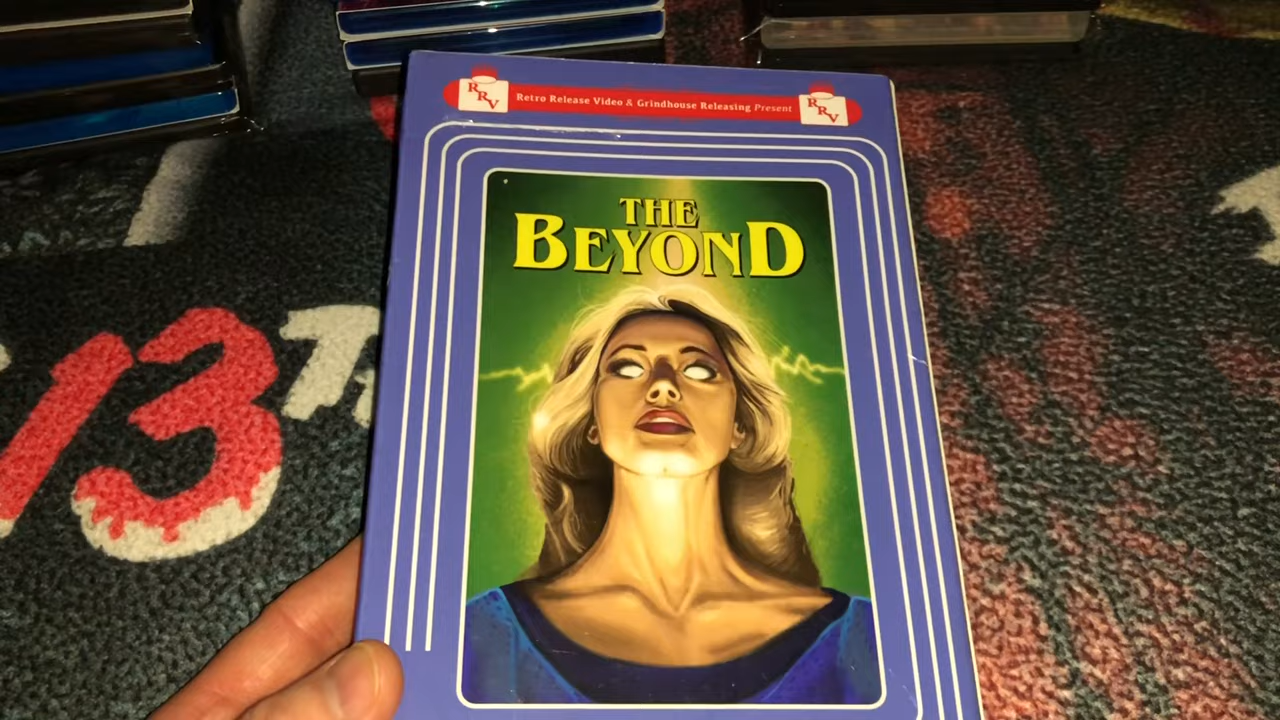 RRV
Retro Release Video & Grindhouse Releasing Present
RRV
THE
BEYOND
13TH